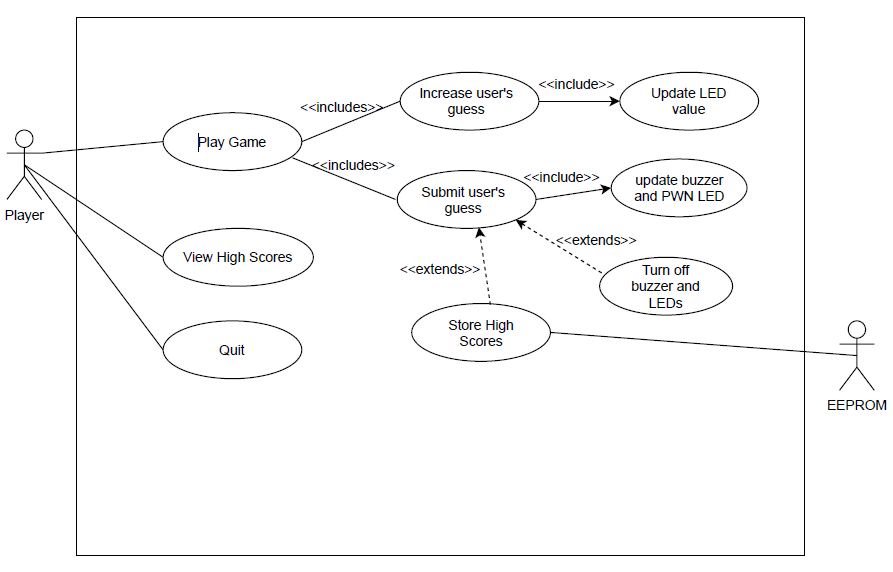 Increase user's
guess
<<include>>
Update LED
value
<<includes>>
Play Game
<<includes>>
Submit user's
guess
<<include>>
update buzzer
and PWN LED
Player
View High Scores
<<extends>>
<<extends>>
Turn off
buzzer and
LEDs
Store High
Scores
Quit
EEPROM